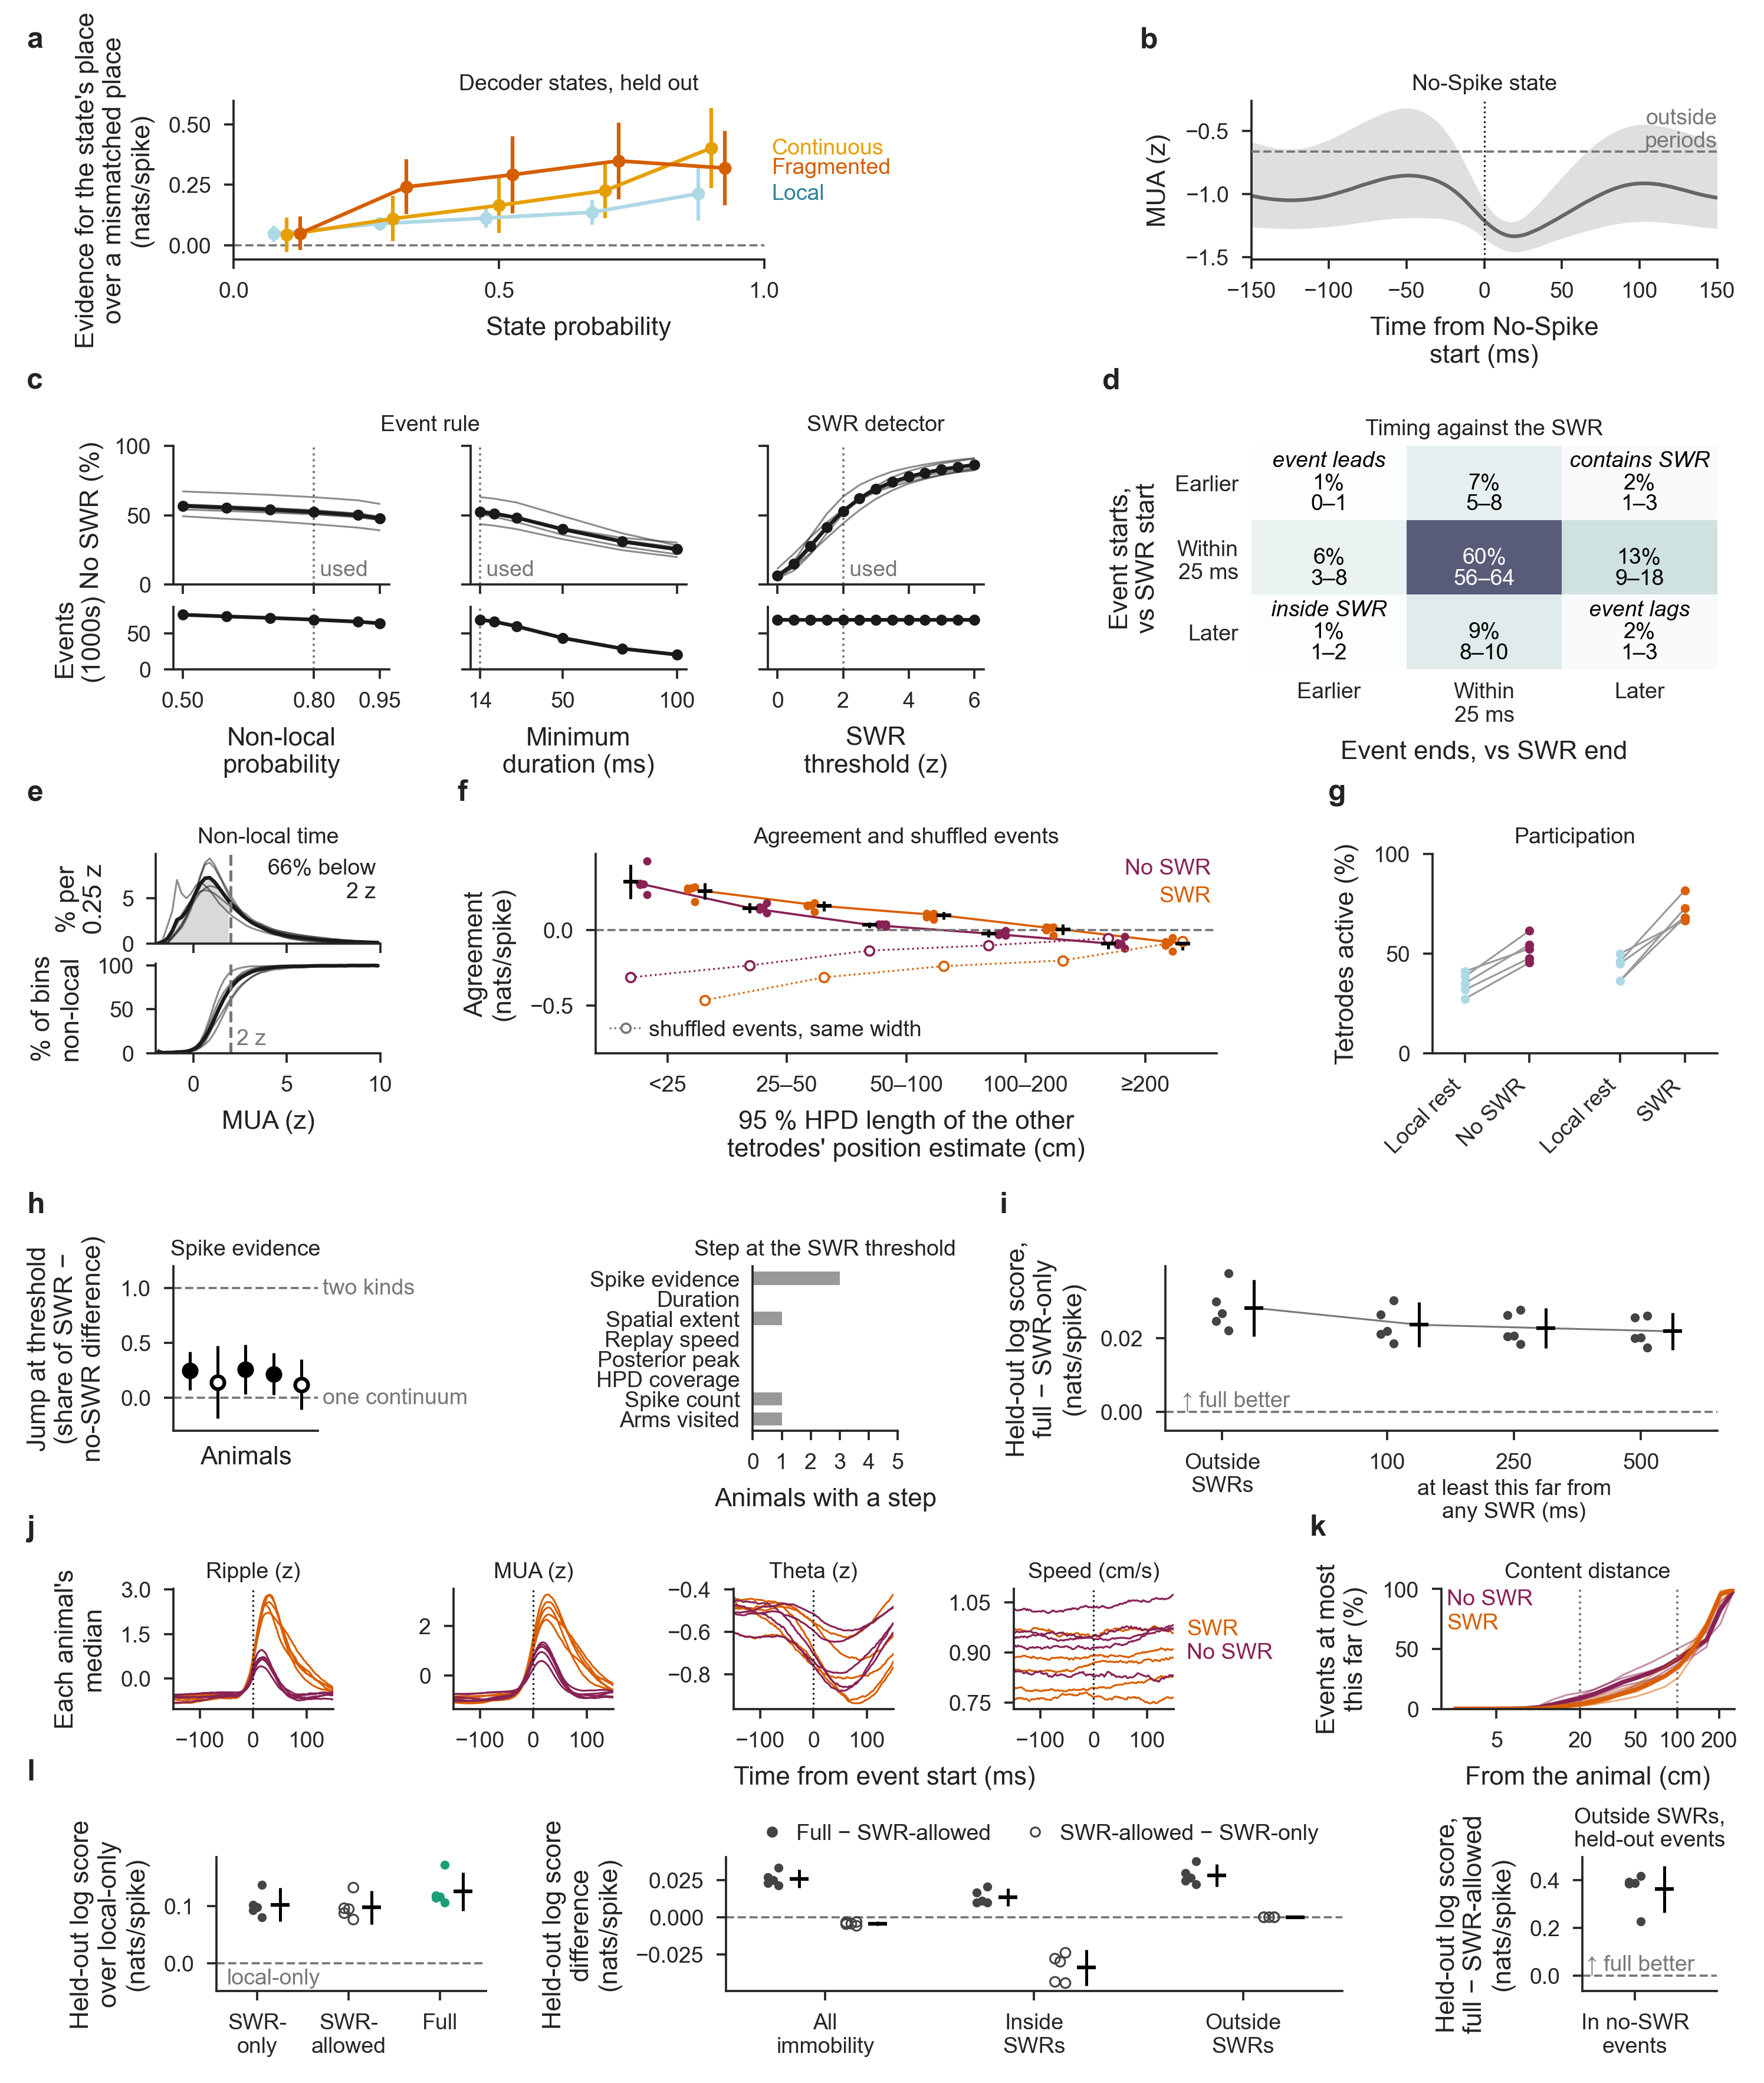 a
Evidence for the state's place
over a mismatched place
(nats/spike)
Decoder states, held out
0.50
0.25
0.00
0.0
0.5
1.0
State probability
Continuous
Fragmented
Local
b
No-Spike state
MUA (z)
−0.5
−1.0
−1.5
outside
periods
−150
−100
−50
0
50
100
150
Time from No-Spike
start (ms)
c
Event rule
SWR detector
No SWR (%)
100
50
0
used
used
used
Events
(1000s)
50
0
0.50
0.80
0.95
14
50
100
0
2
4
6
Non-local
probability
Minimum
duration (ms)
SWR
threshold (z)
d
Timing against the SWR
Event starts,
vs SWR start
Earlier
Within
25 ms
Later
event leads
1%
0–1
7%
5–8
contains SWR
2%
1–3
6%
3–8
60%
56–64
13%
9–18
inside SWR
1%
1–2
9%
8–10
event lags
2%
1–3
Earlier
Within
25 ms
Later
Event ends, vs SWR end
e
Non-local time
% per
0.25 z
5
0
66% below
2 z
% of bins
non-local
100
50
0
2 z
0
5
10
MUA (z)
f
Agreement and shuffled events
Agreement
(nats/spike)
0.0
−0.5
No SWR
SWR
shuffled events, same width
<25
25–50
50–100
100–200
≥200
95 % HPD length of the other
tetrodes' position estimate (cm)
g
Participation
Tetrodes active (%)
100
50
0
Local rest
No SWR
Local rest
SWR
h
Spike evidence
Jump at threshold
(share of SWR −
no-SWR difference)
1.0
0.5
0.0
two kinds
one continuum
Animals
Step at the SWR threshold
Spike evidence
Duration
Spatial extent
Replay speed
Posterior peak
HPD coverage
Spike count
Arms visited
0
1
2
3
4
5
Animals with a step
i
Held-out log score,
full − SWR-only
(nats/spike)
0.02
0.00
↑ full better
Outside
SWRs
100
250
500
at least this far from
any SWR (ms)
j
Each animal's
median
Ripple (z)
3.0
1.5
0.0
−100
0
100
MUA (z)
2
0
−100
0
100
Theta (z)
−0.4
−0.6
−0.8
−100
0
100
Speed (cm/s)
1.05
0.90
0.75
−100
0
100
SWR
No SWR
Time from event start (ms)
k
Content distance
Events at most
this far (%)
100
50
0
No SWR
SWR
5
20
50
100
200
From the animal (cm)
l
Held-out log score
over local-only
(nats/spike)
0.1
0.0
local-only
SWR-
only
SWR-
allowed
Full
Held-out log score
difference
(nats/spike)
Full − SWR-allowed
SWR-allowed − SWR-only
0.025
0.000
−0.025
All
immobility
Inside
SWRs
Outside
SWRs
Held-out log score,
full − SWR-allowed
(nats/spike)
Outside SWRs,
held-out events
0.4
0.2
0.0
↑ full better
In no-SWR
events